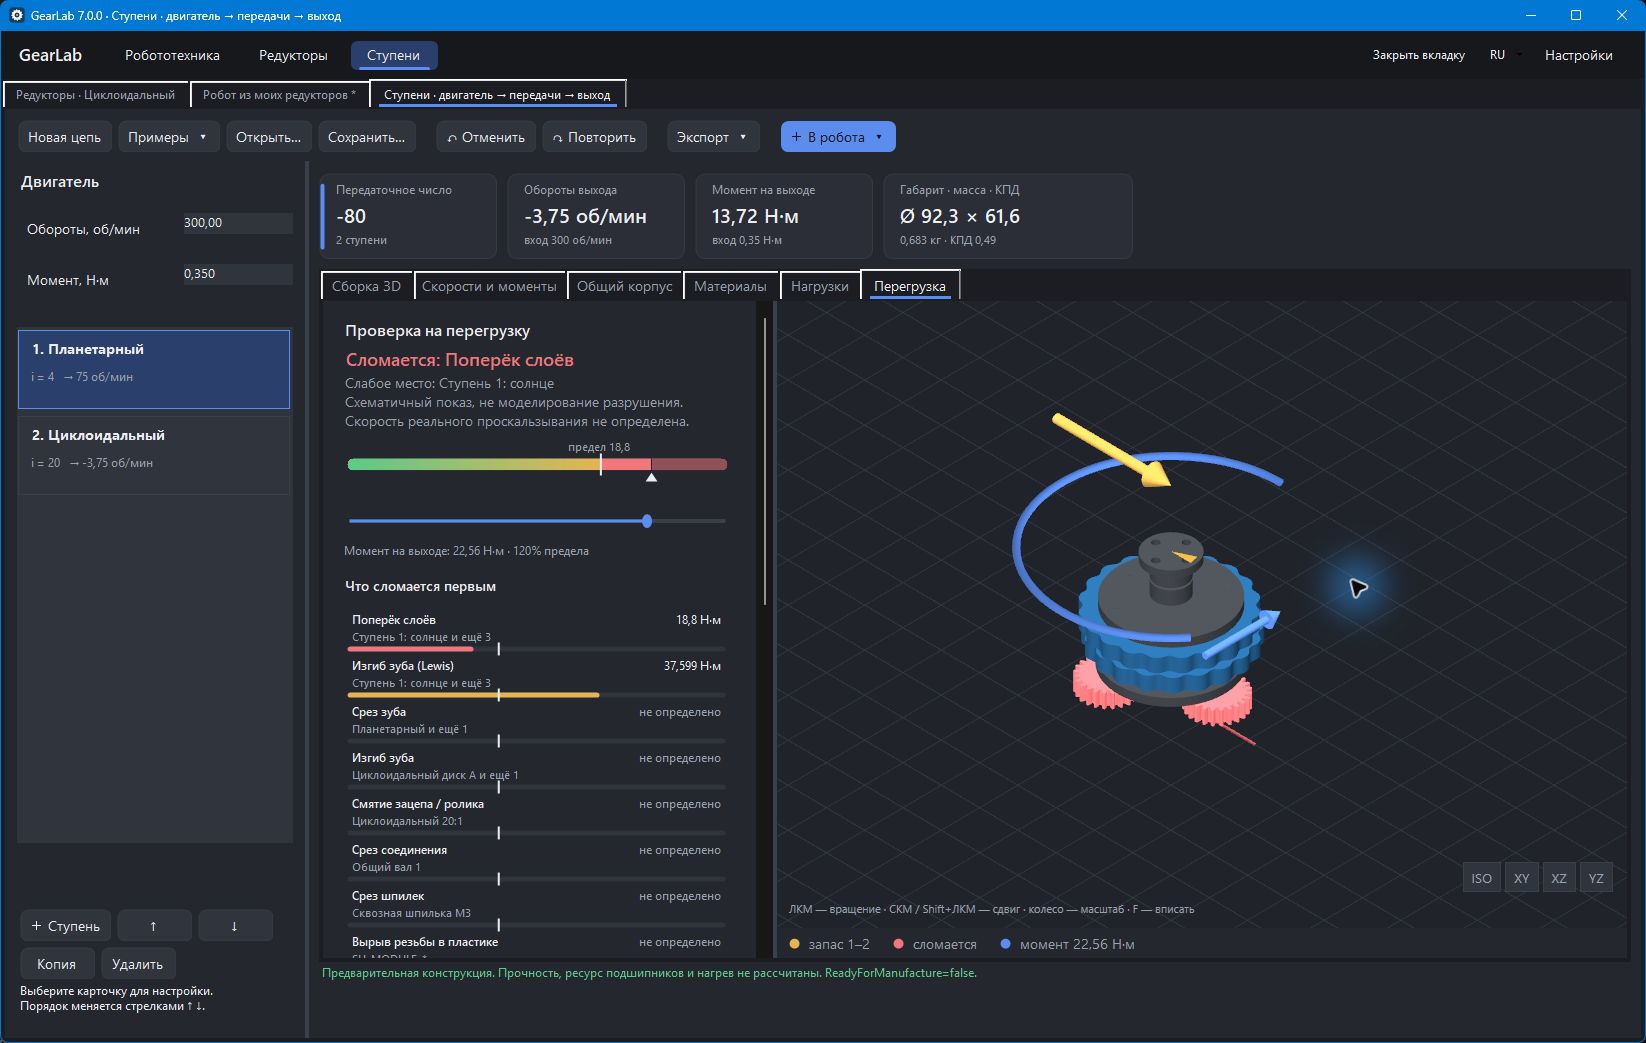 GearLab 7.0.0 · Ступени · двигатель → передачи → выход
GearLab
Робототехника
Редукторы
Ступени
Закрыть вкладку
RU
Настройки
Редукторы · Циклоидальный
Робот из моих редукторов *
Ступени · двигатель → передачи → выход
Новая цепь
Примеры
Открыть...
Сохранить...
Отменить
Повторить
Экспорт
+ В робота
Двигатель
Обороты, об/мин
300,00
Момент, Н·м
0,350
1. Планетарный
i = 4 → 75 об/мин
2. Циклоидальный
i = 20 → -3,75 об/мин
+ Ступень
↑
↓
Копия
Удалить
Выберите карточку для настройки.
Порядок меняется стрелками ↑ ↓.
Передаточное число
-80
2 ступени
Обороты выхода
-3,75 об/мин
вход 300 об/мин
Момент на выходе
13,72 Н·м
вход 0,35 Н·м
Габарит · масса · КПД
Ø 92,3 × 61,6
0,683 кг · КПД 0,49
Сборка 3D
Скорости и моменты
Общий корпус
Материалы
Нагрузки
Перегрузка
Проверка на перегрузку
Сломается: Поперёк слоёв
Слабое место: Ступень 1: солнце
Схематичный показ, не моделирование разрушения.
Скорость реального проскальзывания не определена.
предел 18,8
Момент на выходе: 22,56 Н·м · 120% предела
Что сломается первым
Поперёк слоёв
18,8 Н·м
Ступень 1: солнце и ещё 3
Изгиб зуба (Lewis)
37,599 Н·м
Ступень 1: солнце и ещё 3
Срез зуба
не определено
Планетарный и ещё 1
Изгиб зуба
не определено
Циклоидальный диск A и ещё 1
Смятие зацепа / ролика
не определено
Циклоидальный 20:1
Срез соединения
не определено
Общий вал 1
Срез шпилек
не определено
Сквозная шпилька М3
Вырыв резьбы в пластике
не определено
ISO
XY
XZ
YZ
ЛКМ — вращение · СКМ / Shift+ЛКМ — сдвиг · колесо — масштаб · F — вписать
запас 1–2
сломается
момент 22,56 Н·м
Предварительная конструкция. Прочность, ресурс подшипников и нагрев не рассчитаны. ReadyForManufacture=false.